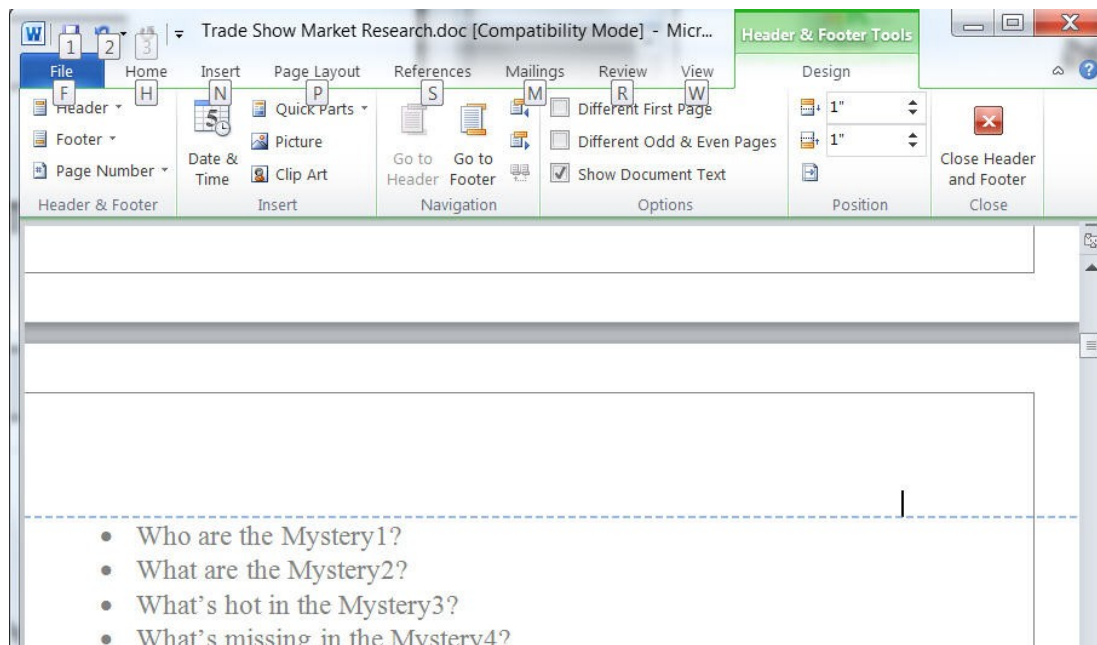 W 1 2 3 Trade Show Market Research.doc [Compatibility Mode] - Micr... Header & Footer Tools X
File Home Insert Page Layout References Mailings Review View Design ?
F H N P S M R W
Header Quick Parts Different First Page 1"
Footer Picture Different Odd & Even Pages 1"
Page Number Date & Time 5 Clip Art Go to Header Go to Footer Show Document Text Close Header and Footer
Header & Footer Insert Navigation Options Position Close
• Who are the Mystery1?
• What are the Mystery2?
• What's hot in the Mystery3?
• What's missing in the Mystery4?